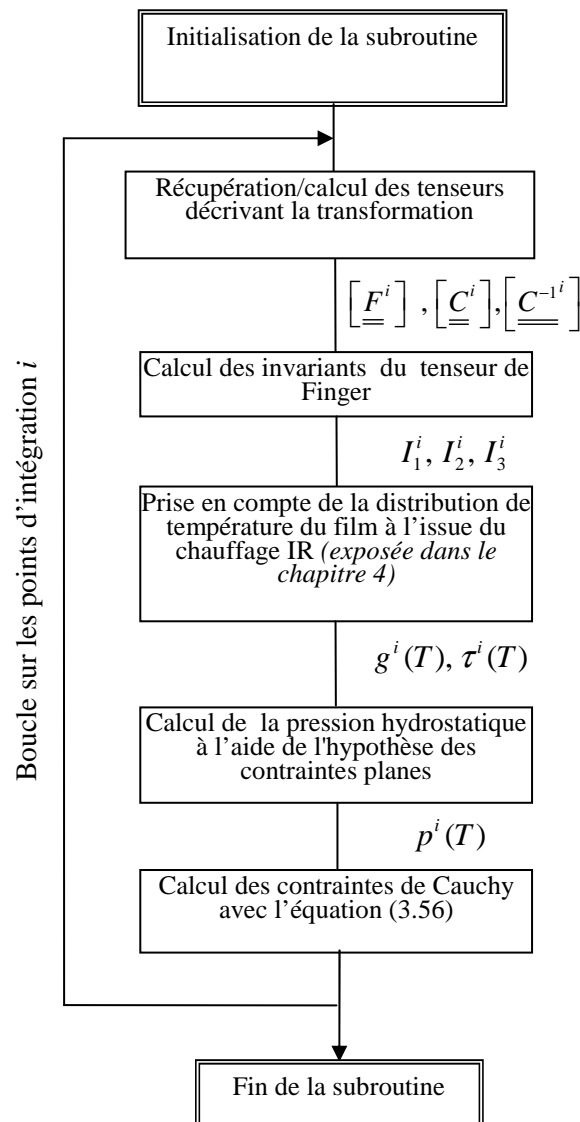 Initialisation de la subroutine
Récupération/calcul des tenseurs
décrivant la transformation
[F^i] , [C^i], [C^{-1 i}]
Calcul des invariants du tenseur de
Finger
I_1^i, I_2^i, I_3^i
Prise en compte de la distribution de
température du film à l'issue du
chauffage IR (exposée dans le
chapitre 4)
g^i(T), τ^i(T)
Calcul de la pression hydrostatique
à l'aide de l'hypothèse des
contraintes planes
p^i(T)
Calcul des contraintes de Cauchy
avec l'équation (3.56)
Fin de la subroutine
Boucle sur les points d'intégration i